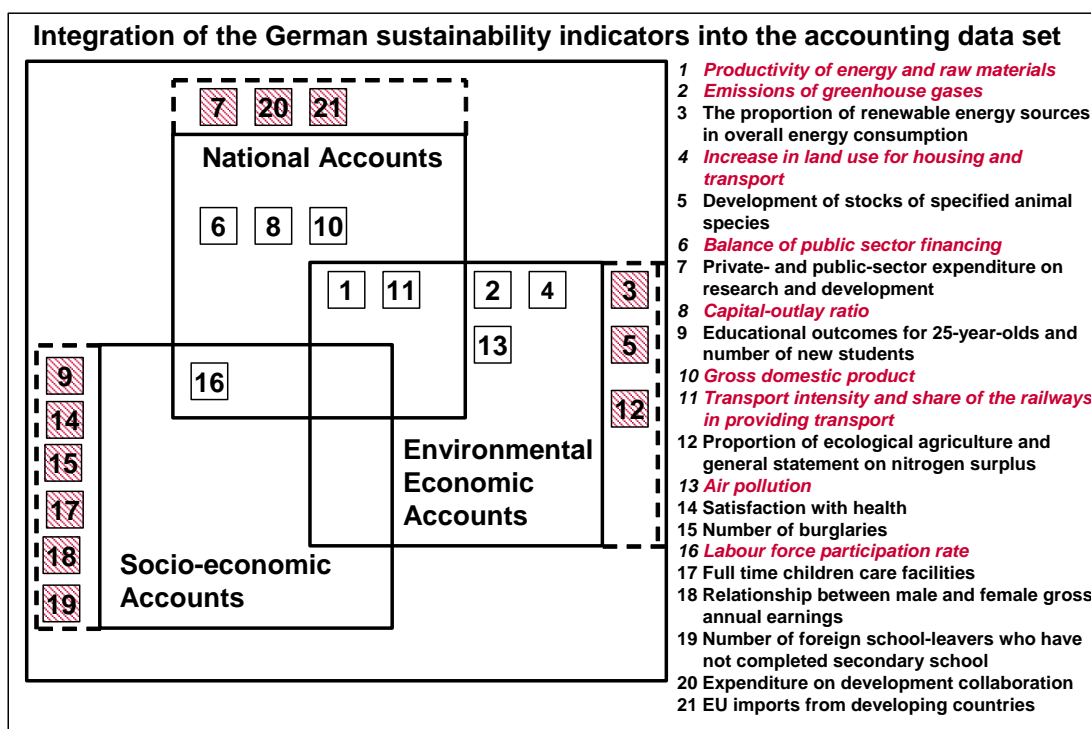 Integration of the German sustainability indicators into the accounting data set
7 20 21
National Accounts
6 8 10
1 11 2 4 3
13 5
9 16
14 12
15
17
18
19
Environmental
Economic
Accounts
Socio-economic
Accounts
1 Productivity of energy and raw materials
2 Emissions of greenhouse gases
3 The proportion of renewable energy sources
in overall energy consumption
4 Increase in land use for housing and
transport
5 Development of stocks of specified animal
species
6 Balance of public sector financing
7 Private- and public-sector expenditure on
research and development
8 Capital-outlay ratio
9 Educational outcomes for 25-year-olds and
number of new students
10 Gross domestic product
11 Transport intensity and share of the railways
in providing transport
12 Proportion of ecological agriculture and
general statement on nitrogen surplus
13 Air pollution
14 Satisfaction with health
15 Number of burglaries
16 Labour force participation rate
17 Full time children care facilities
18 Relationship between male and female gross
annual earnings
19 Number of foreign school-leavers who have
not completed secondary school
20 Expenditure on development collaboration
21 EU imports from developing countries